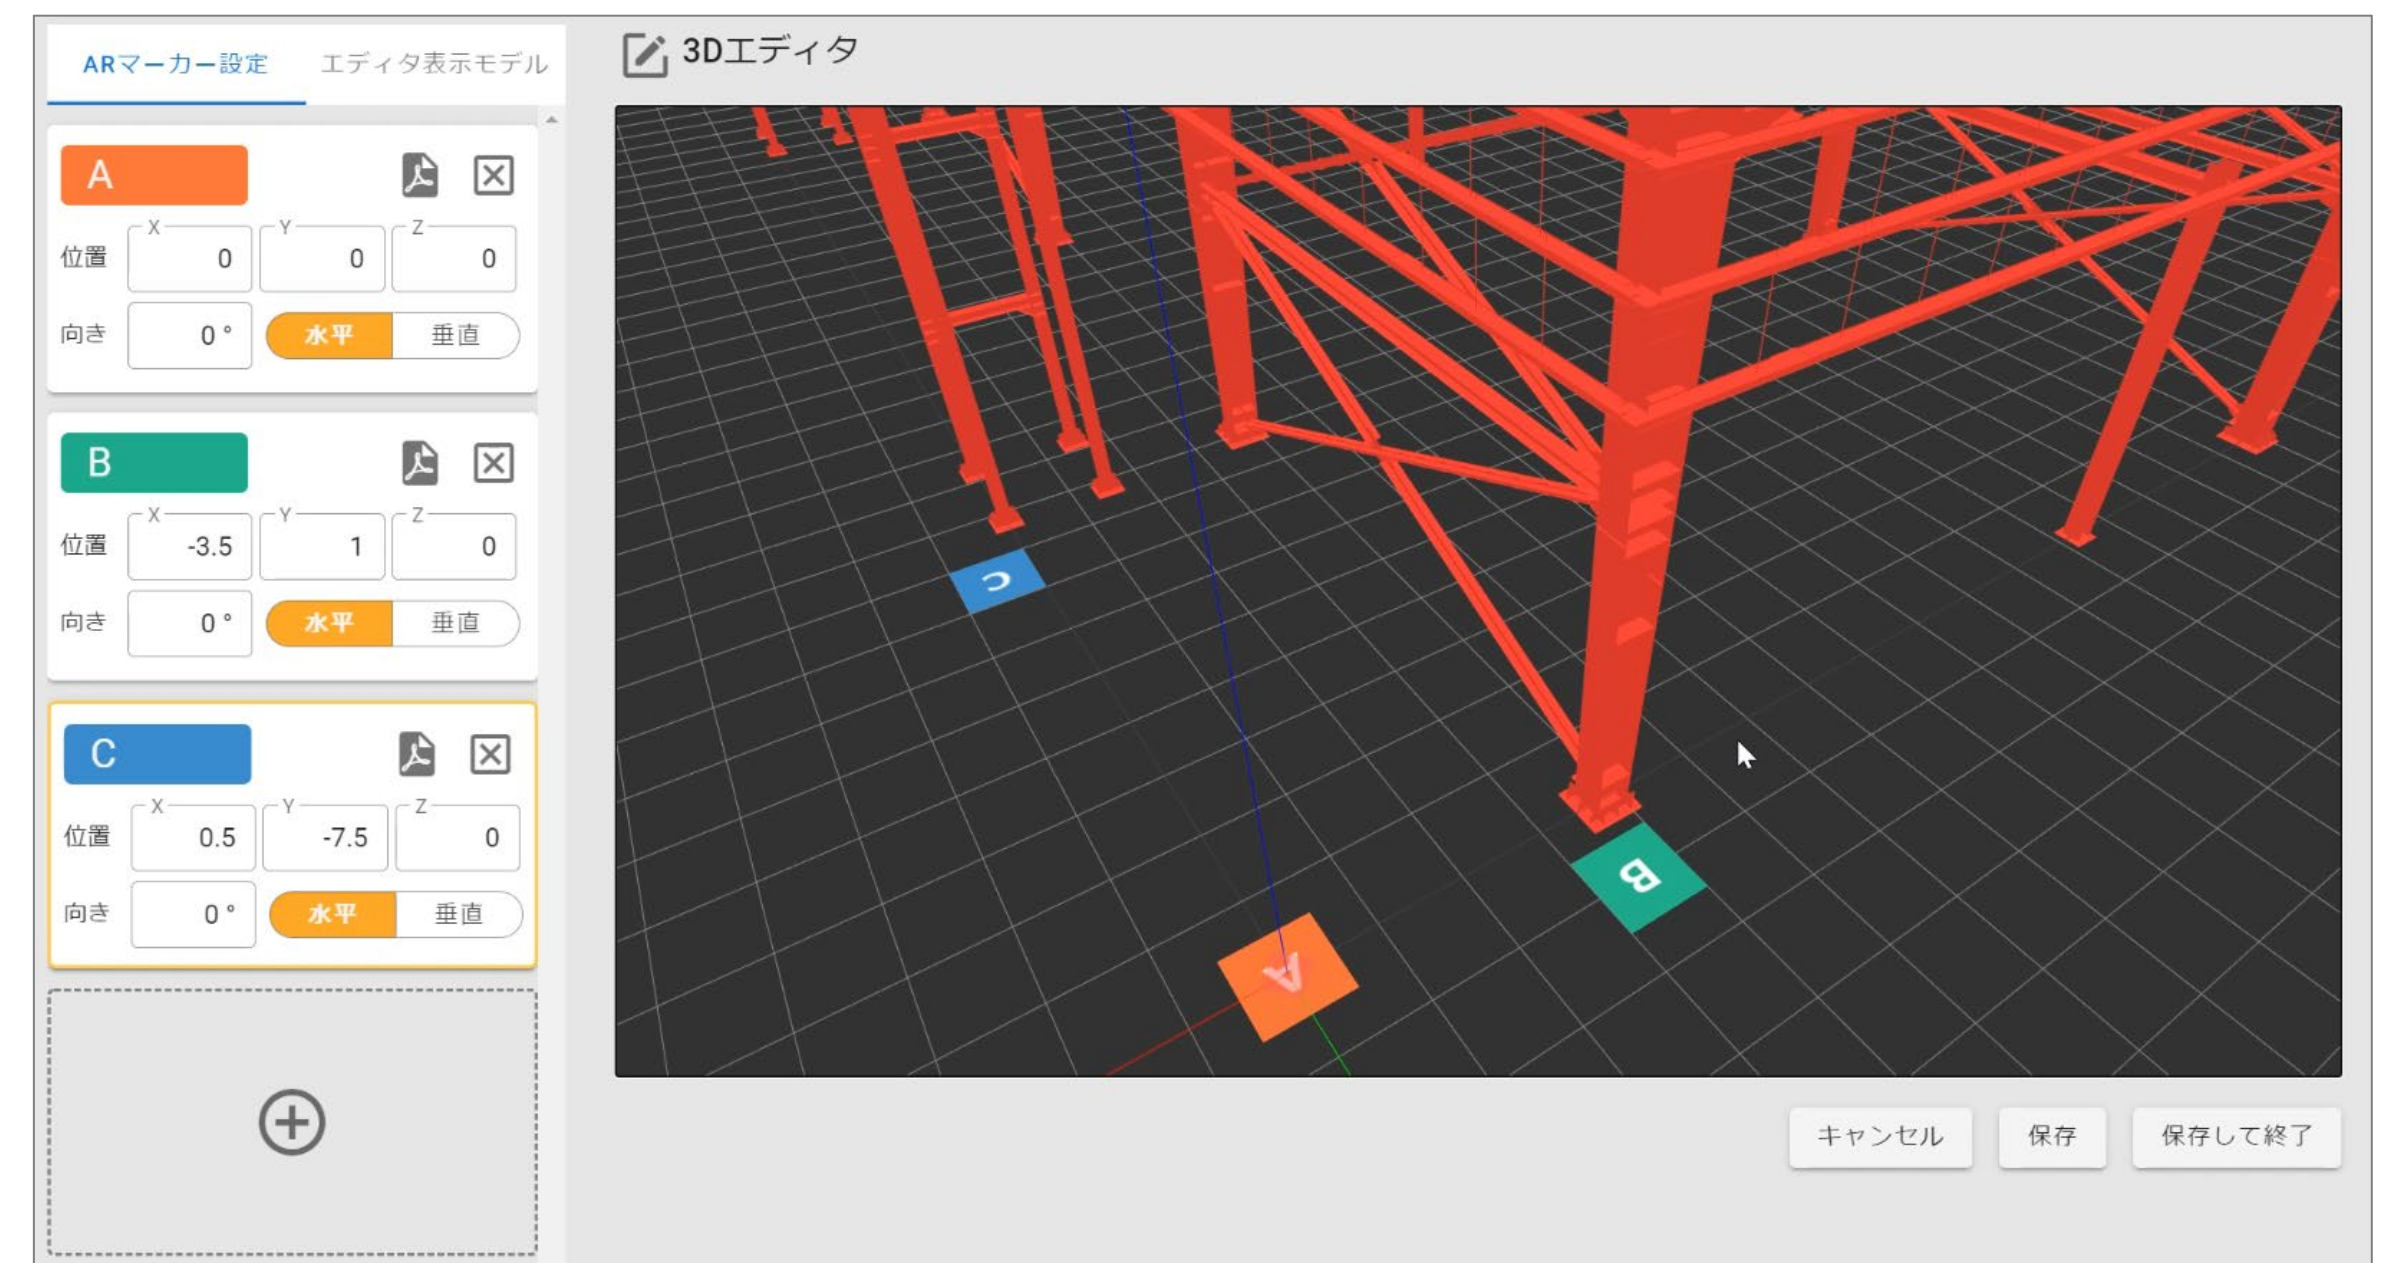 ARマーカー設定 エディタ表示モデル
A
位置 X 0 Y 0 Z 0
向き 0° 水平 垂直
B
位置 X -3.5 Y 1 Z 0
向き 0° 水平 垂直
C
位置 X 0.5 Y -7.5 Z 0
向き 0° 水平 垂直
3Dエディタ
C
B
A
キャンセル 保存 保存して終了